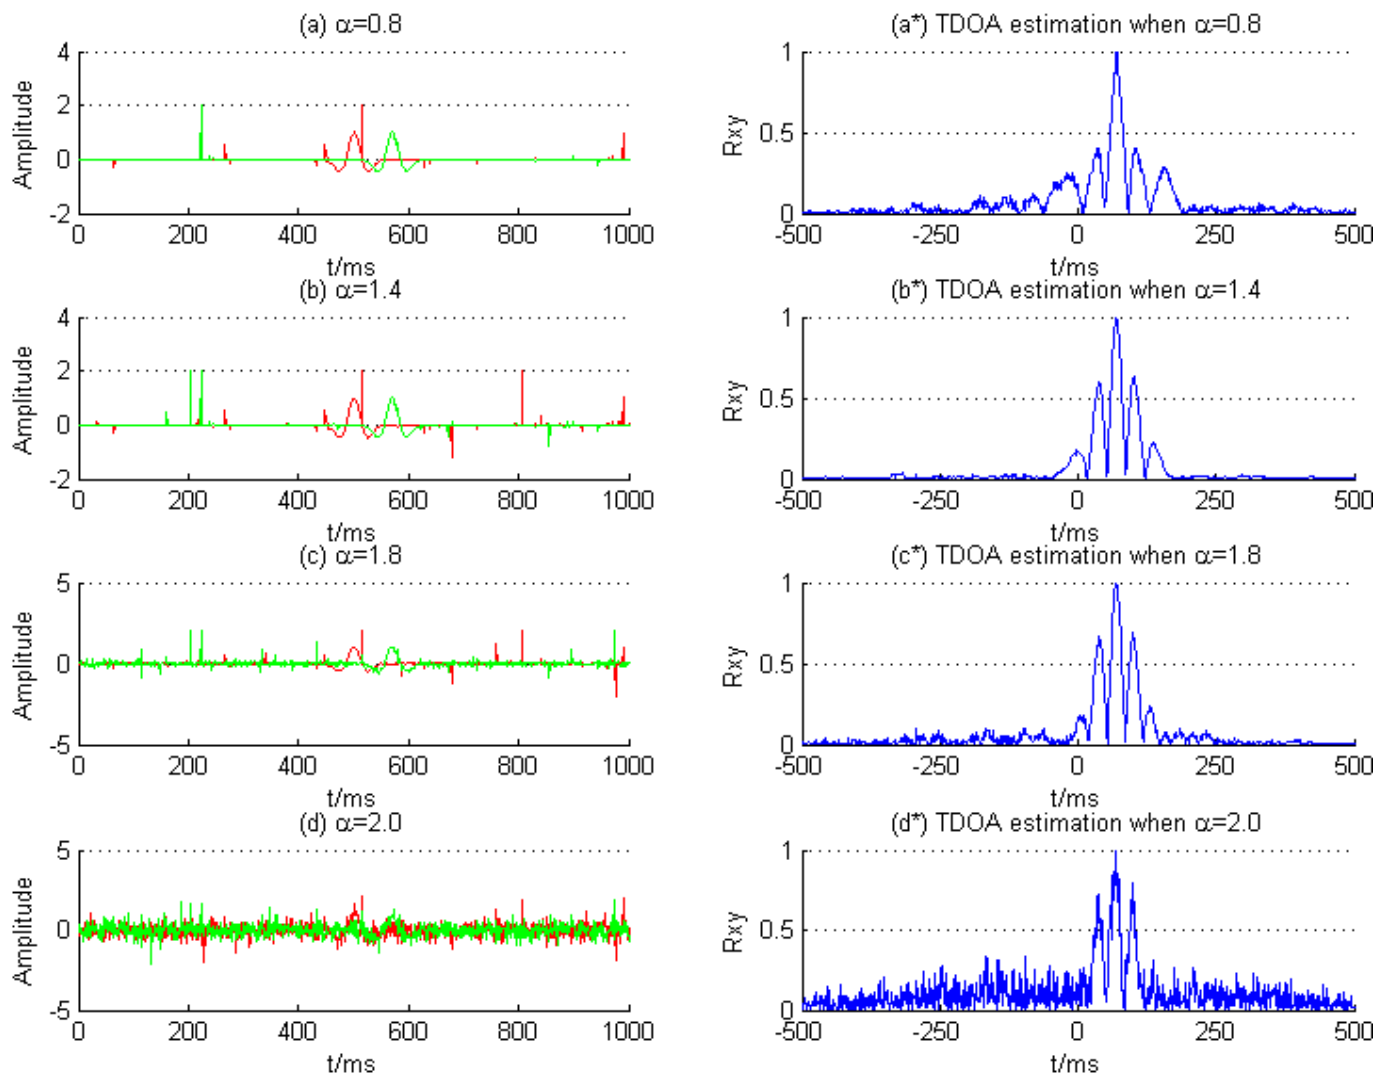 (a) α=0.8
4
2
0
-2
Amplitude
0 200 400 600 800 1000
t/ms
(a*) TDOA estimation when α=0.8
1
0.5
0
Rxy
-500 -250 0 250 500
t/ms
(b) α=1.4
4
2
0
-2
Amplitude
0 200 400 600 800 1000
t/ms
(b*) TDOA estimation when α=1.4
1
0.5
0
Rxy
-500 -250 0 250 500
t/ms
(c) α=1.8
5
0
-5
Amplitude
0 200 400 600 800 1000
t/ms
(c*) TDOA estimation when α=1.8
1
0.5
0
Rxy
-500 -250 0 250 500
t/ms
(d) α=2.0
5
0
-5
Amplitude
0 200 400 600 800 1000
t/ms
(d*) TDOA estimation when α=2.0
1
0.5
0
Rxy
-500 -250 0 250 500
t/ms